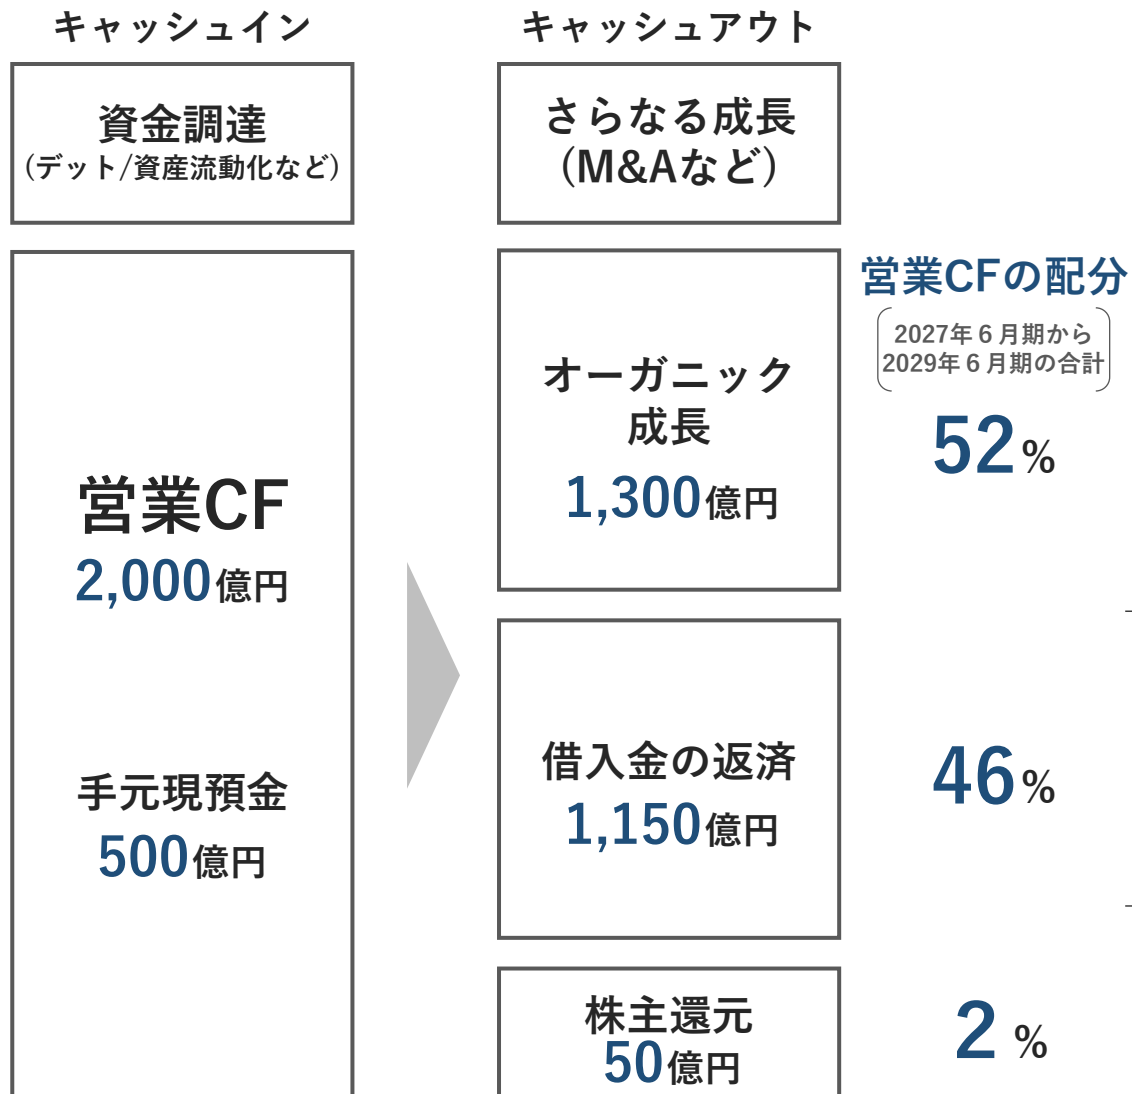 キャッシュイン
資金調達
(デット/資産流動化など)
営業CF
2,000億円
手元現預金
500億円
キャッシュアウト
さらなる成長
(M&Aなど)
オーガニック
成長
1,300億円
借入金の返済
1,150億円
株主還元
50億円
営業CFの配分
2027年6月期から
2029年6月期の合計
52%
46%
2%